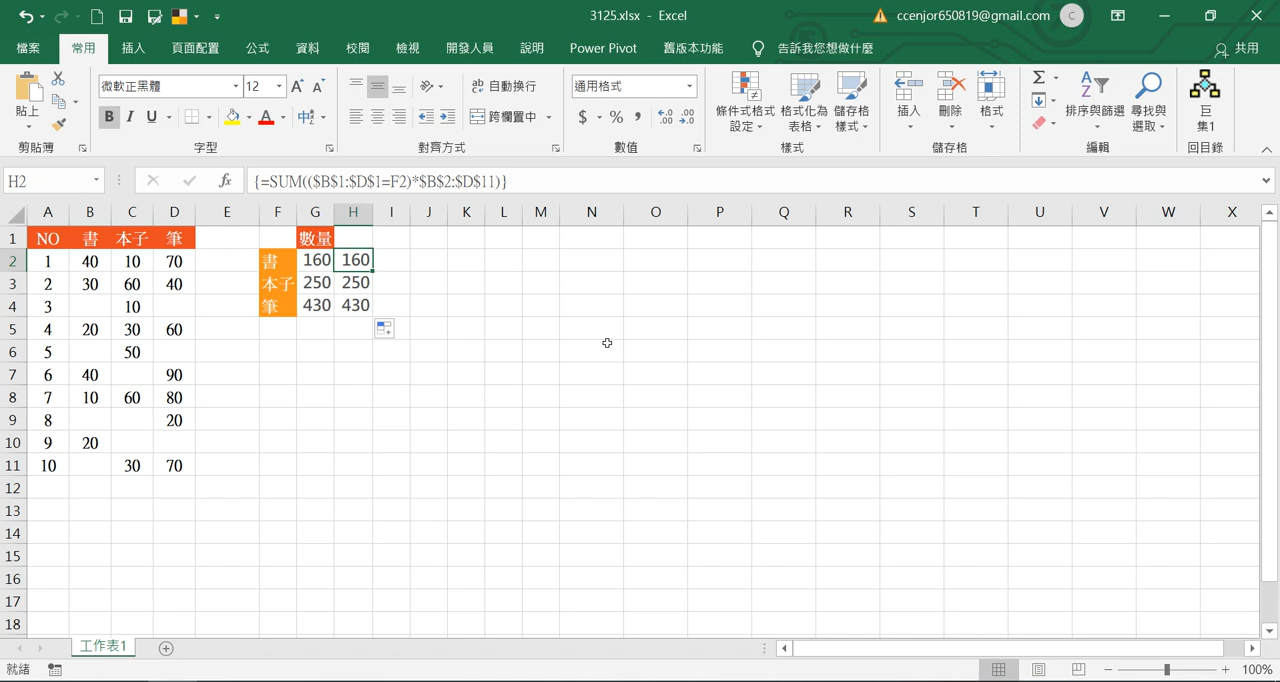 3125.xlsx - Excel
ccenjor650819@gmail.com C
檔案 常用 插入 頁面配置 公式 資料 校閱 檢視 開發人員 說明 Power Pivot 舊版本功能 告訴我您想做什麼 共用
貼上 微軟正黑體 12 自動換行 通用格式 條件式格式設定 格式化為表格 儲存格樣式 插入 刪除 格式 排序與篩選 尋找與選取 巨集1
B I U 跨欄置中 $ % ,
剪貼簿 字型 對齊方式 數值 樣式 儲存格 編輯 回目錄
H2 fx {=SUM(($B$1:$D$1=F2)*$B$2:$D$11)}
A B C D E F G H I J K L M N O P Q R S T U V W X
1 NO 書 本子 筆 數量
2 1 40 10 70 書 160 160
3 2 30 60 40 本子 250 250
4 3 10 筆 430 430
5 4 20 30 60
6 5 50
7 6 40 90
8 7 10 60 80
9 8 20
10 9 20
11 10 30 70
12
13
14
15
16
17
18
工作表1
就緒 100%